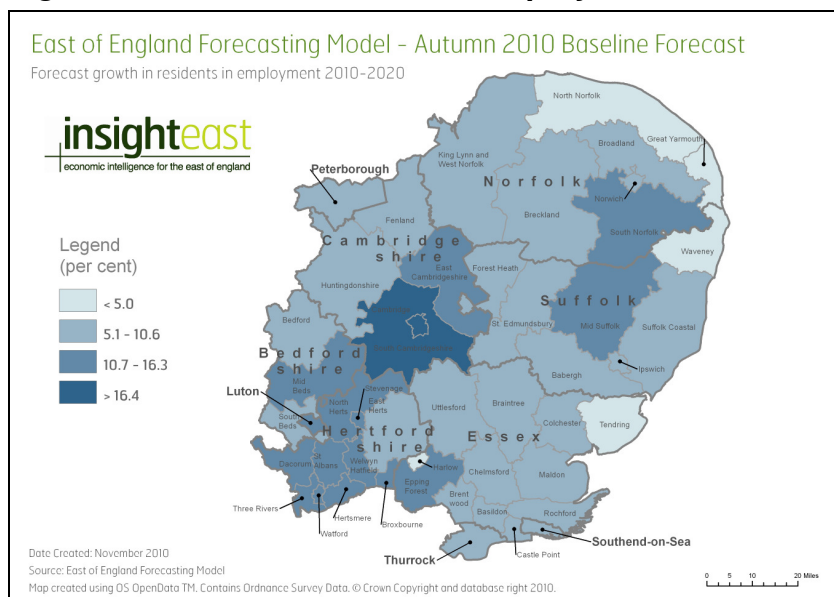 East of England Forecasting Model - Autumn 2010 Baseline Forecast
Forecast growth in residents in employment 2010-2020
insighteast
economic intelligence for the east of england
North Norfolk
Great Yarmouth
Broadland
King Lynn and
West Norfolk
Peterborough
Norfolk
Norwich
Fenland
Breckland
South Norfolk
Legend
(per cent)
< 5.0
5.1 - 10.6
10.7 - 16.3
> 16.4
Cambridge
shire
East
Cambridgeshire
Forest Heath
Waveney
Huntingdonshire
Suffolk
Cambridge
South Cambridgeshire
St. Edmundsbury
Mid Suffolk
Suffolk Coastal
Bedford
Bedford
shire
Mid
Beds
Babergh
Ipswich
Luton
Stevenage
North
Herts
East
Herts
Uttlesford
Braintree
South
Beds
Hertford
shire
Essex
Colchester
Tendring
Dacorum
St
Albans
Welwyn
Hatfield
Harlow
Epping
Forest
Chelmsford
Maldon
Brent
wood
Three Rivers
Watford
Hertsmere
Broxbourne
Basildon
Rochford
Southend-on-Sea
Castle Point
Thurrock
Date Created: November 2010
Source: East of England Forecasting Model
Map created using OS OpenData TM. Contains Ordnance Survey Data. © Crown Copyright and database right 2010.
0 5 10 20 Miles